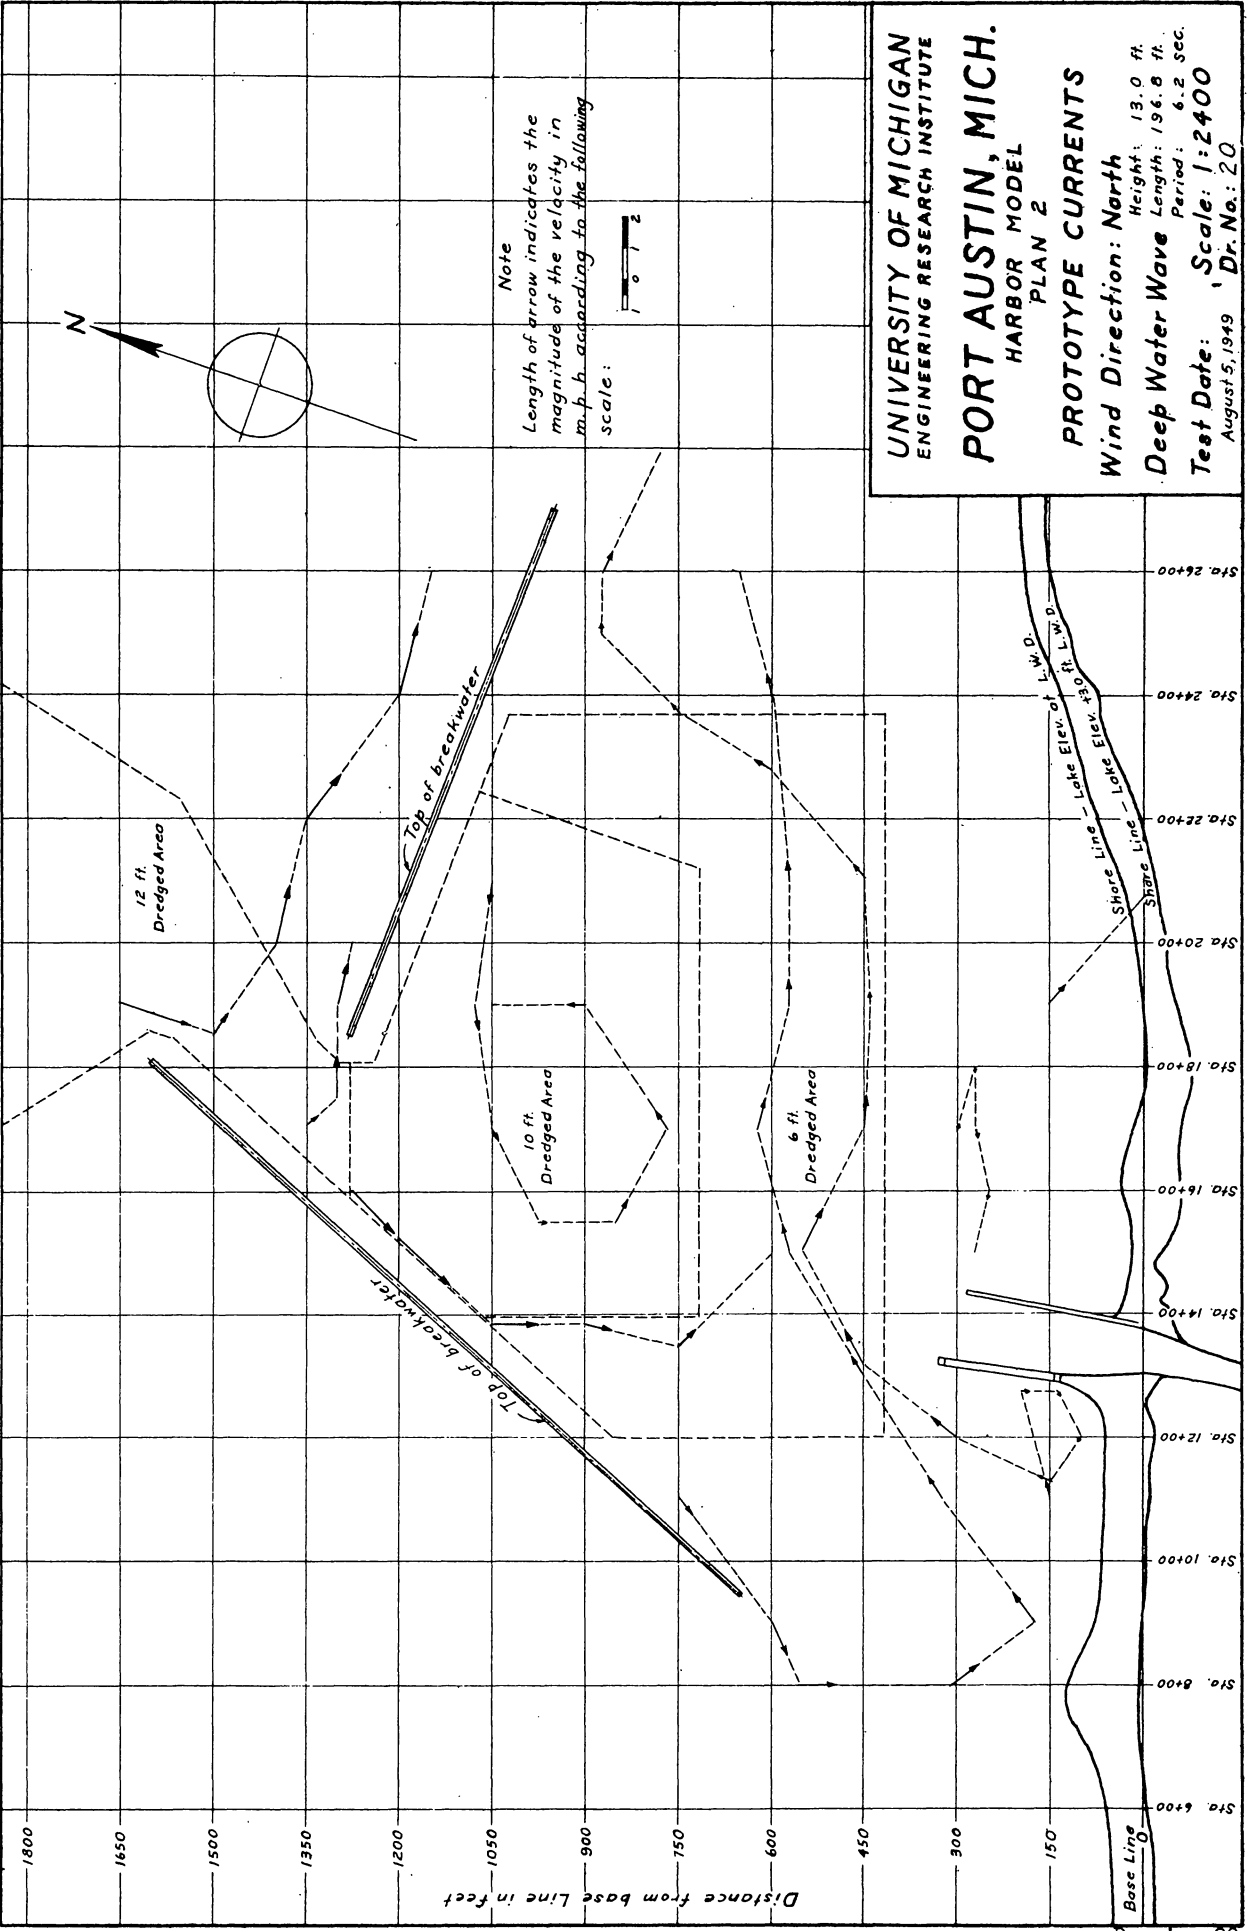 UNIVERSITY OF MICHIGAN
ENGINEERING RESEARCH INSTITUTE
PORT AUSTIN, MICH.
HARBOR MODEL
PLAN 2
PROTOTYPE CURRENTS
Wind Direction: North
Deep Water Wave
Height: 13.0 ft.
Length: 196.8 ft.
Period: 6.2 sec.
Test Date:
August 5, 1949
Scale: 1:2400
Dr. No.: 20
N
Note
Length of arrow indicates the
magnitude of the velocity in
m.p.h. according to the following
scale:
1 0 1 2
12 ft.
Dredged Area
Top of breakwater
Top of breakwater
10 ft.
Dredged Area
6 ft.
Dredged Area
Shore Line - Lake Elev. at L.W.D.
Shore Line - Lake Elev. +3.0 ft. L.W.D.
Distance from base Line in feet
1800
1650
1500
1350
1200
1050
900
750
600
450
300
150
0
Base Line
Sta. 6+00
Sta. 8+00
Sta. 10+00
Sta. 12+00
Sta. 14+00
Sta. 16+00
Sta. 18+00
Sta. 20+00
Sta. 22+00
Sta. 24+00
Sta. 26+00